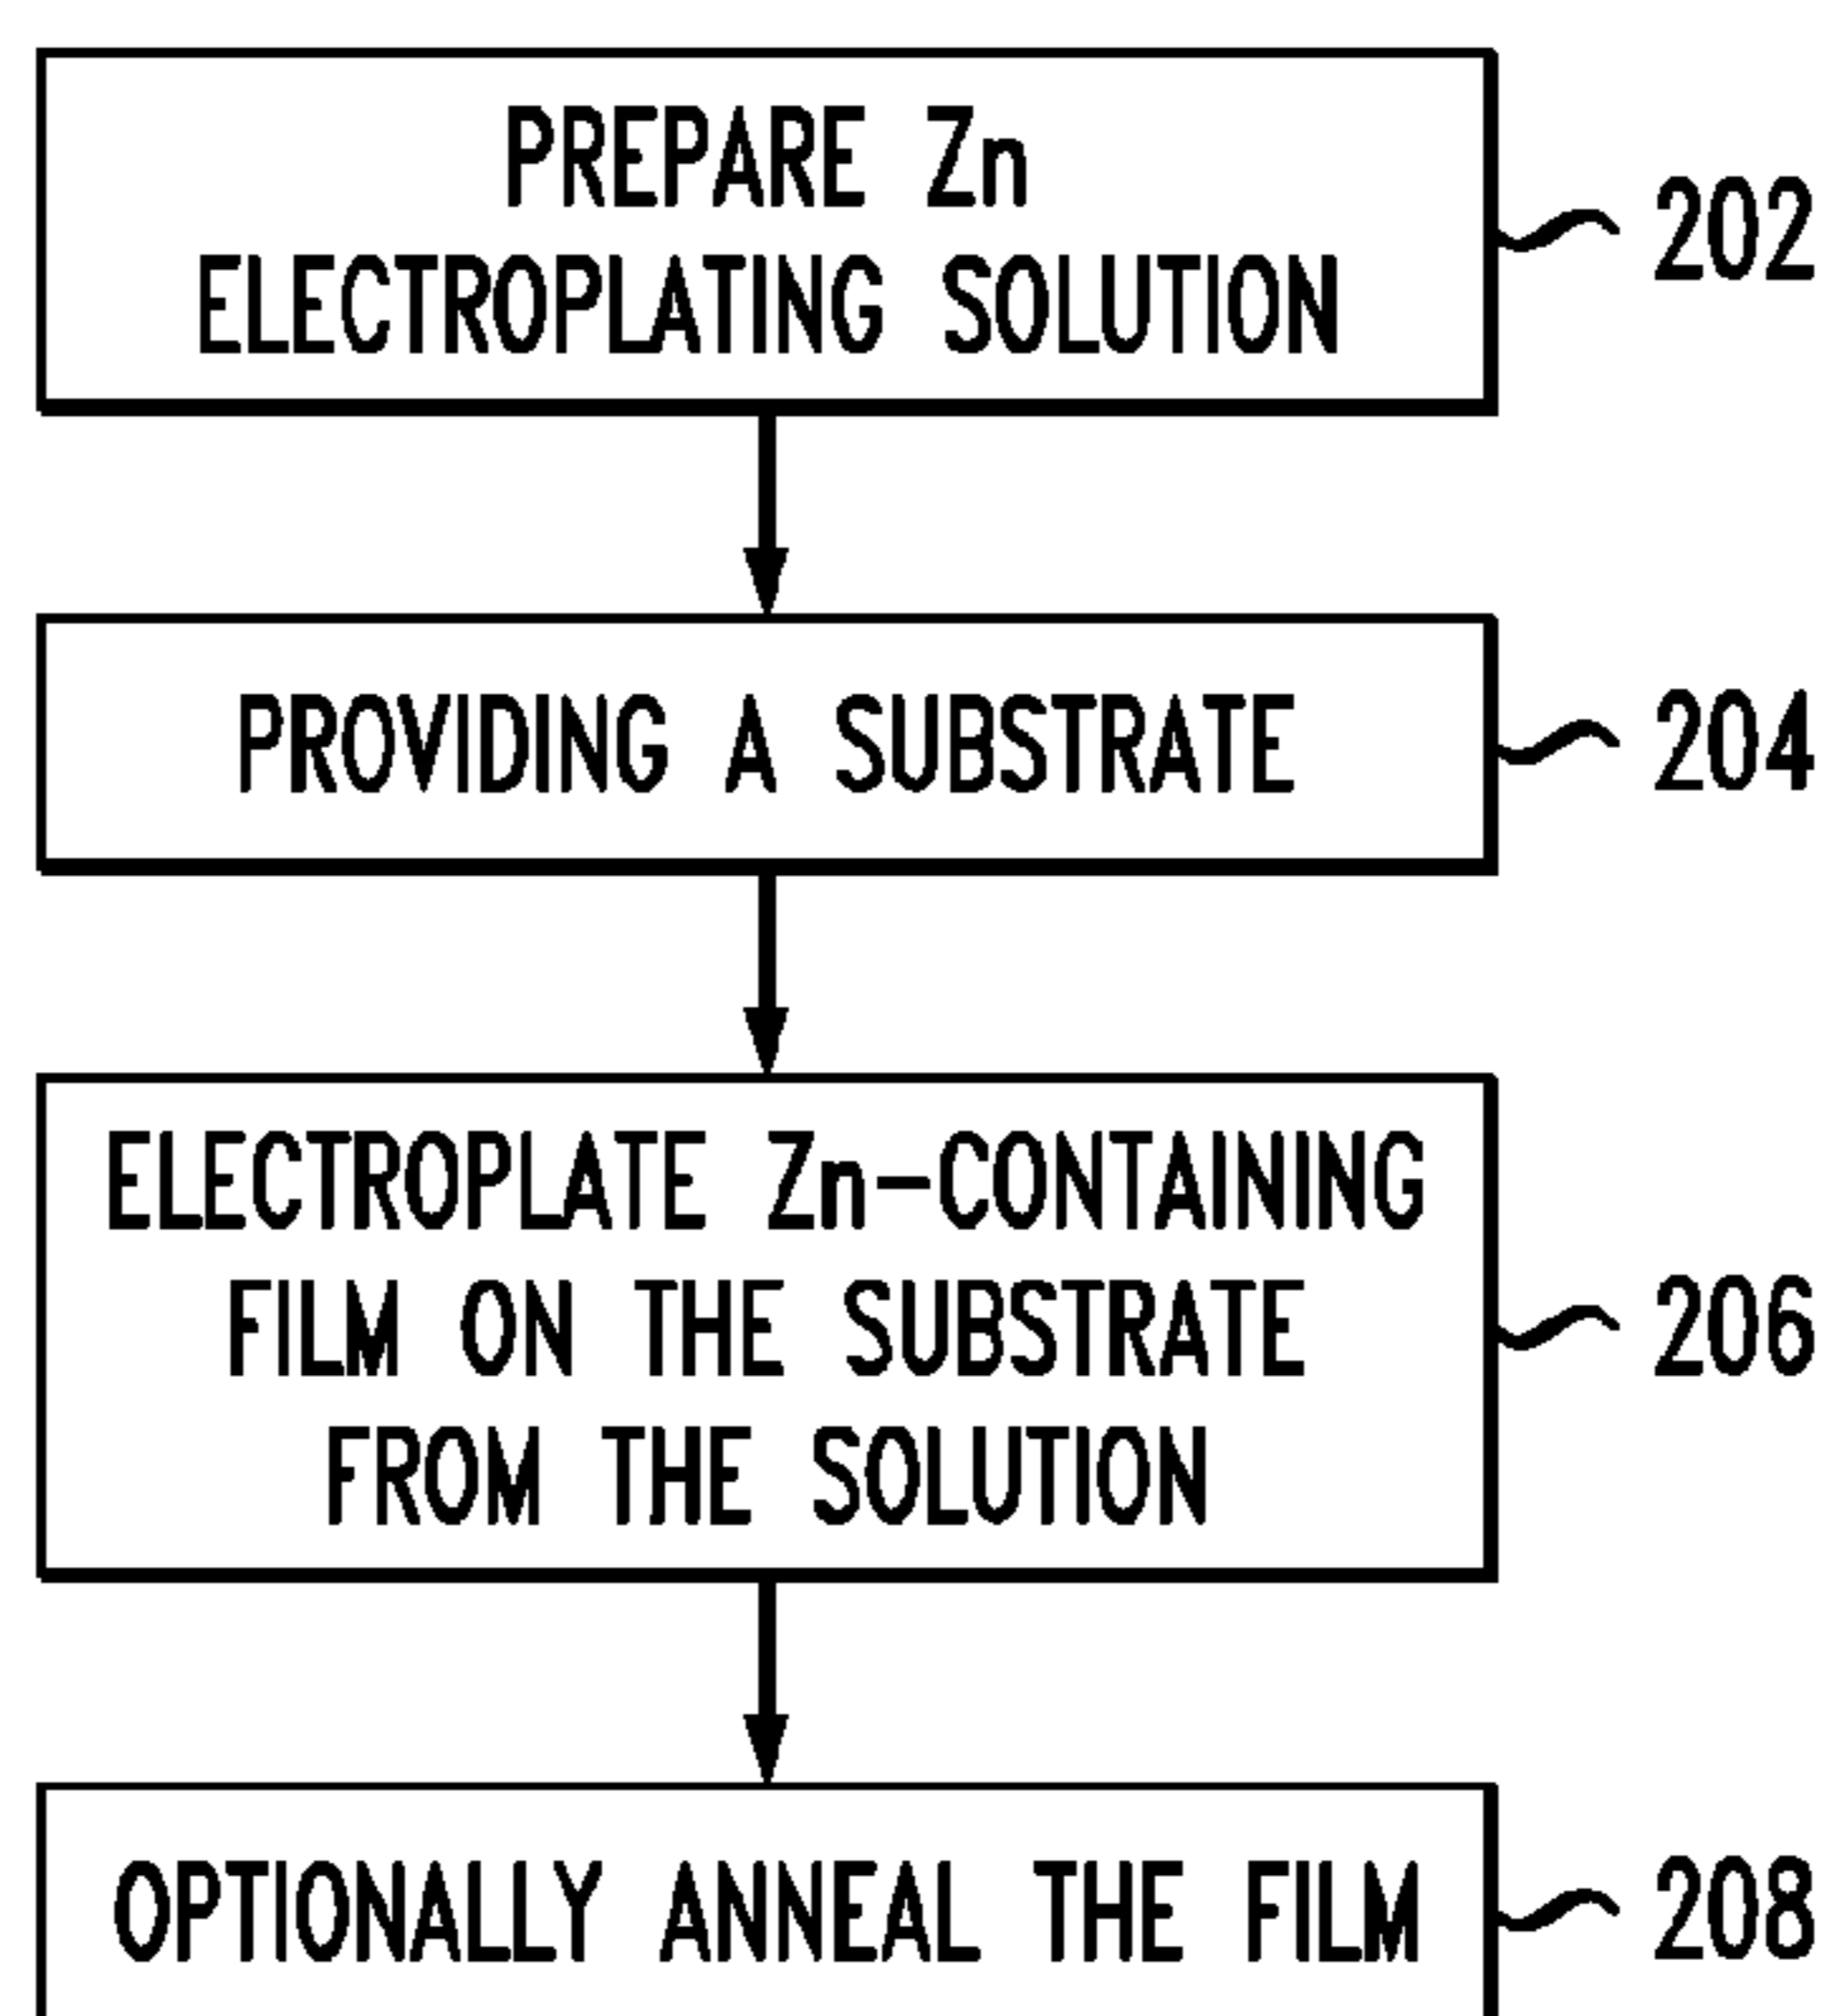 PREPARE Zn
ELECTROPLATING SOLUTION
202
PROVIDING A SUBSTRATE
204
ELECTROPLATE Zn-CONTAINING
FILM ON THE SUBSTRATE
FROM THE SOLUTION
206
OPTIONALLY ANNEAL THE FILM
208